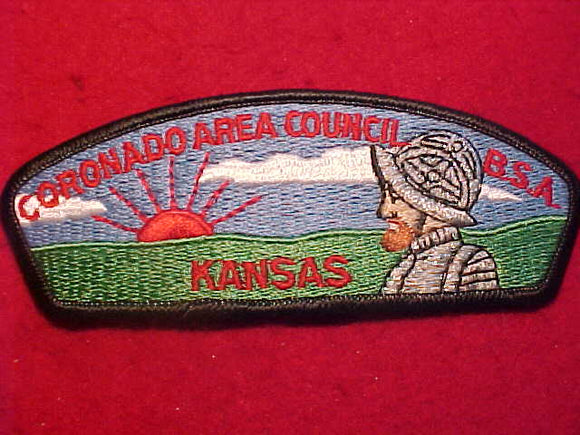 CORONADO AREA COUNCIL B.S.A.
KANSAS